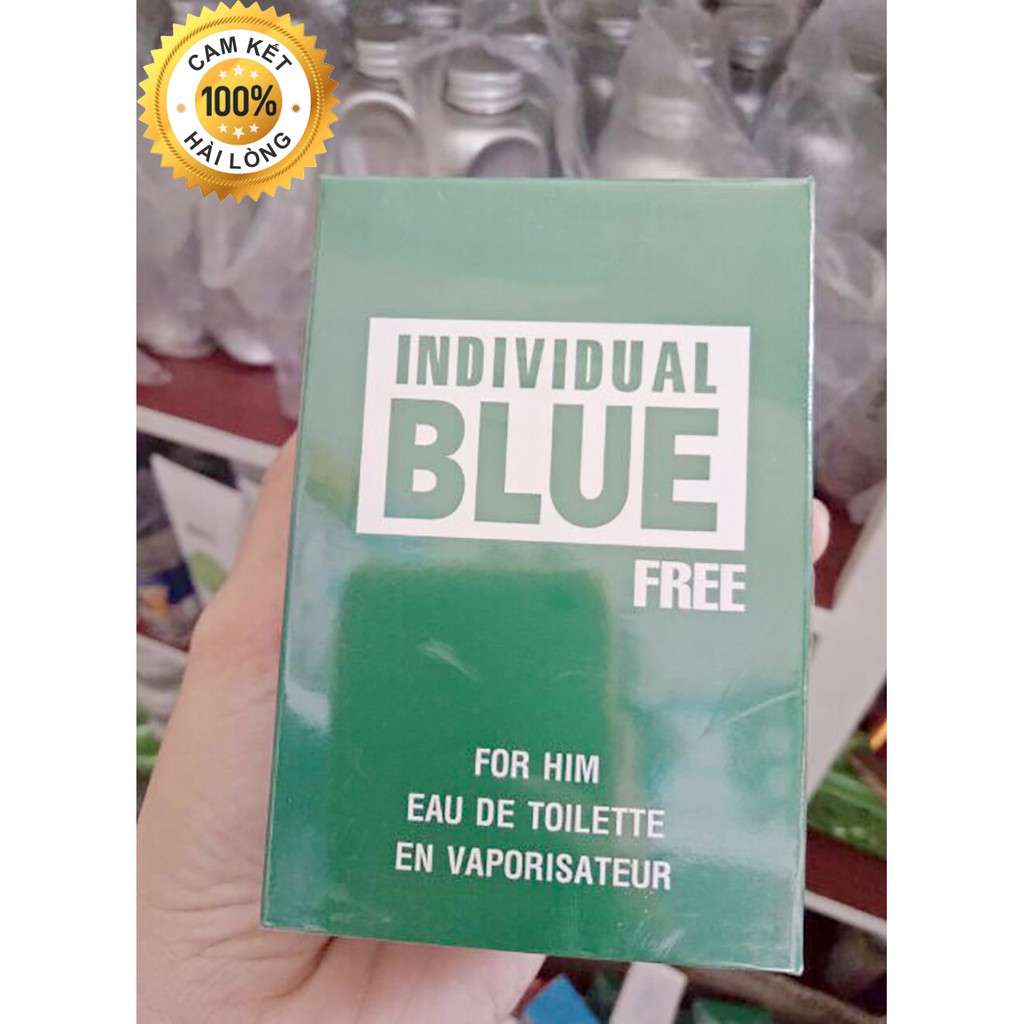 CAM KẾT
100%
HÀI LÒNG
INDIVIDUAL
BLUE
FREE
FOR HIM
EAU DE TOILETTE
EN VAPORISATEUR